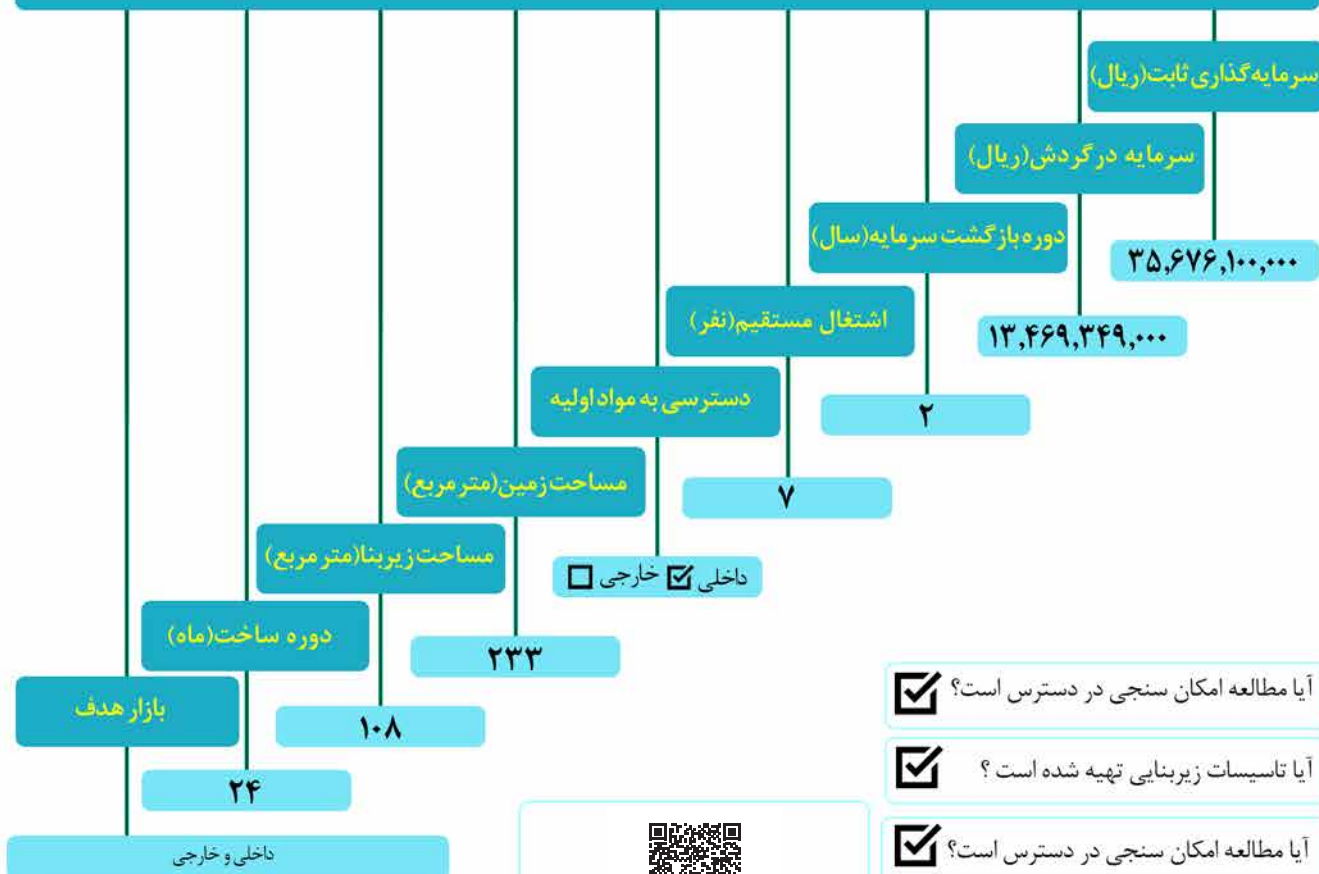 سرمایه‌گذاری ثابت(ریال)
۳۵,۶۷۶,۱۰۰,۰۰۰
سرمایه در گردش(ریال)
۱۳,۴۶۹,۳۴۹,۰۰۰
دوره بازگشت سرمایه(سال)
۲
اشتغال مستقیم(نفر)
۷
دسترسی به مواد اولیه
داخلی ☑ خارجی ☐
مساحت زمین(متر مربع)
۲۳۳
مساحت زیربنا(متر مربع)
۱۰۸
دوره ساخت(ماه)
۲۴
بازار هدف
داخلی و خارجی
آیا مطالعه امکان سنجی در دسترس است؟ ☑
آیا تاسیسات زیربنایی تهیه شده است ؟ ☑
آیا مطالعه امکان سنجی در دسترس است؟ ☑